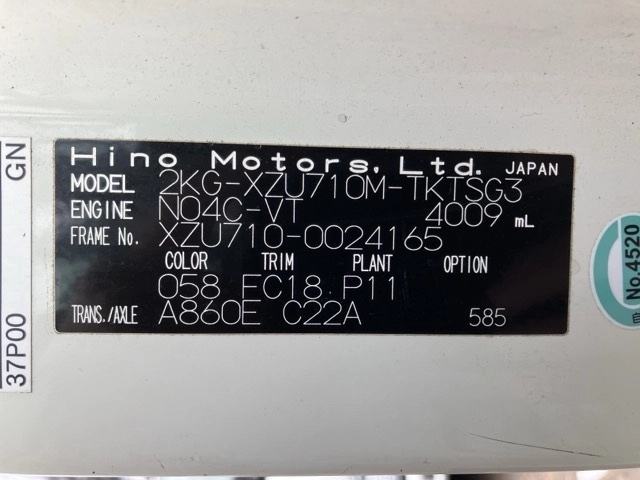 Hino Motors, Ltd. JAPAN
MODEL 2KG-XZU710M-TKTSG3
ENGINE N04C-VT 4009 mL
FRAME No. XZU710-0024165
COLOR TRIM PLANT OPTION
058 FC18 P11
TRANS./AXLE A860E C22A 585
GN
37P00
No.4520